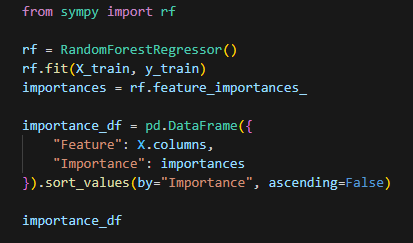 from sympy import rf
rf = RandomForestRegressor()
rf.fit(X_train, y_train)
importances = rf.feature_importances_
importance_df = pd.DataFrame({
    "Feature": X.columns,
    "Importance": importances
}).sort_values(by="Importance", ascending=False)
importance_df